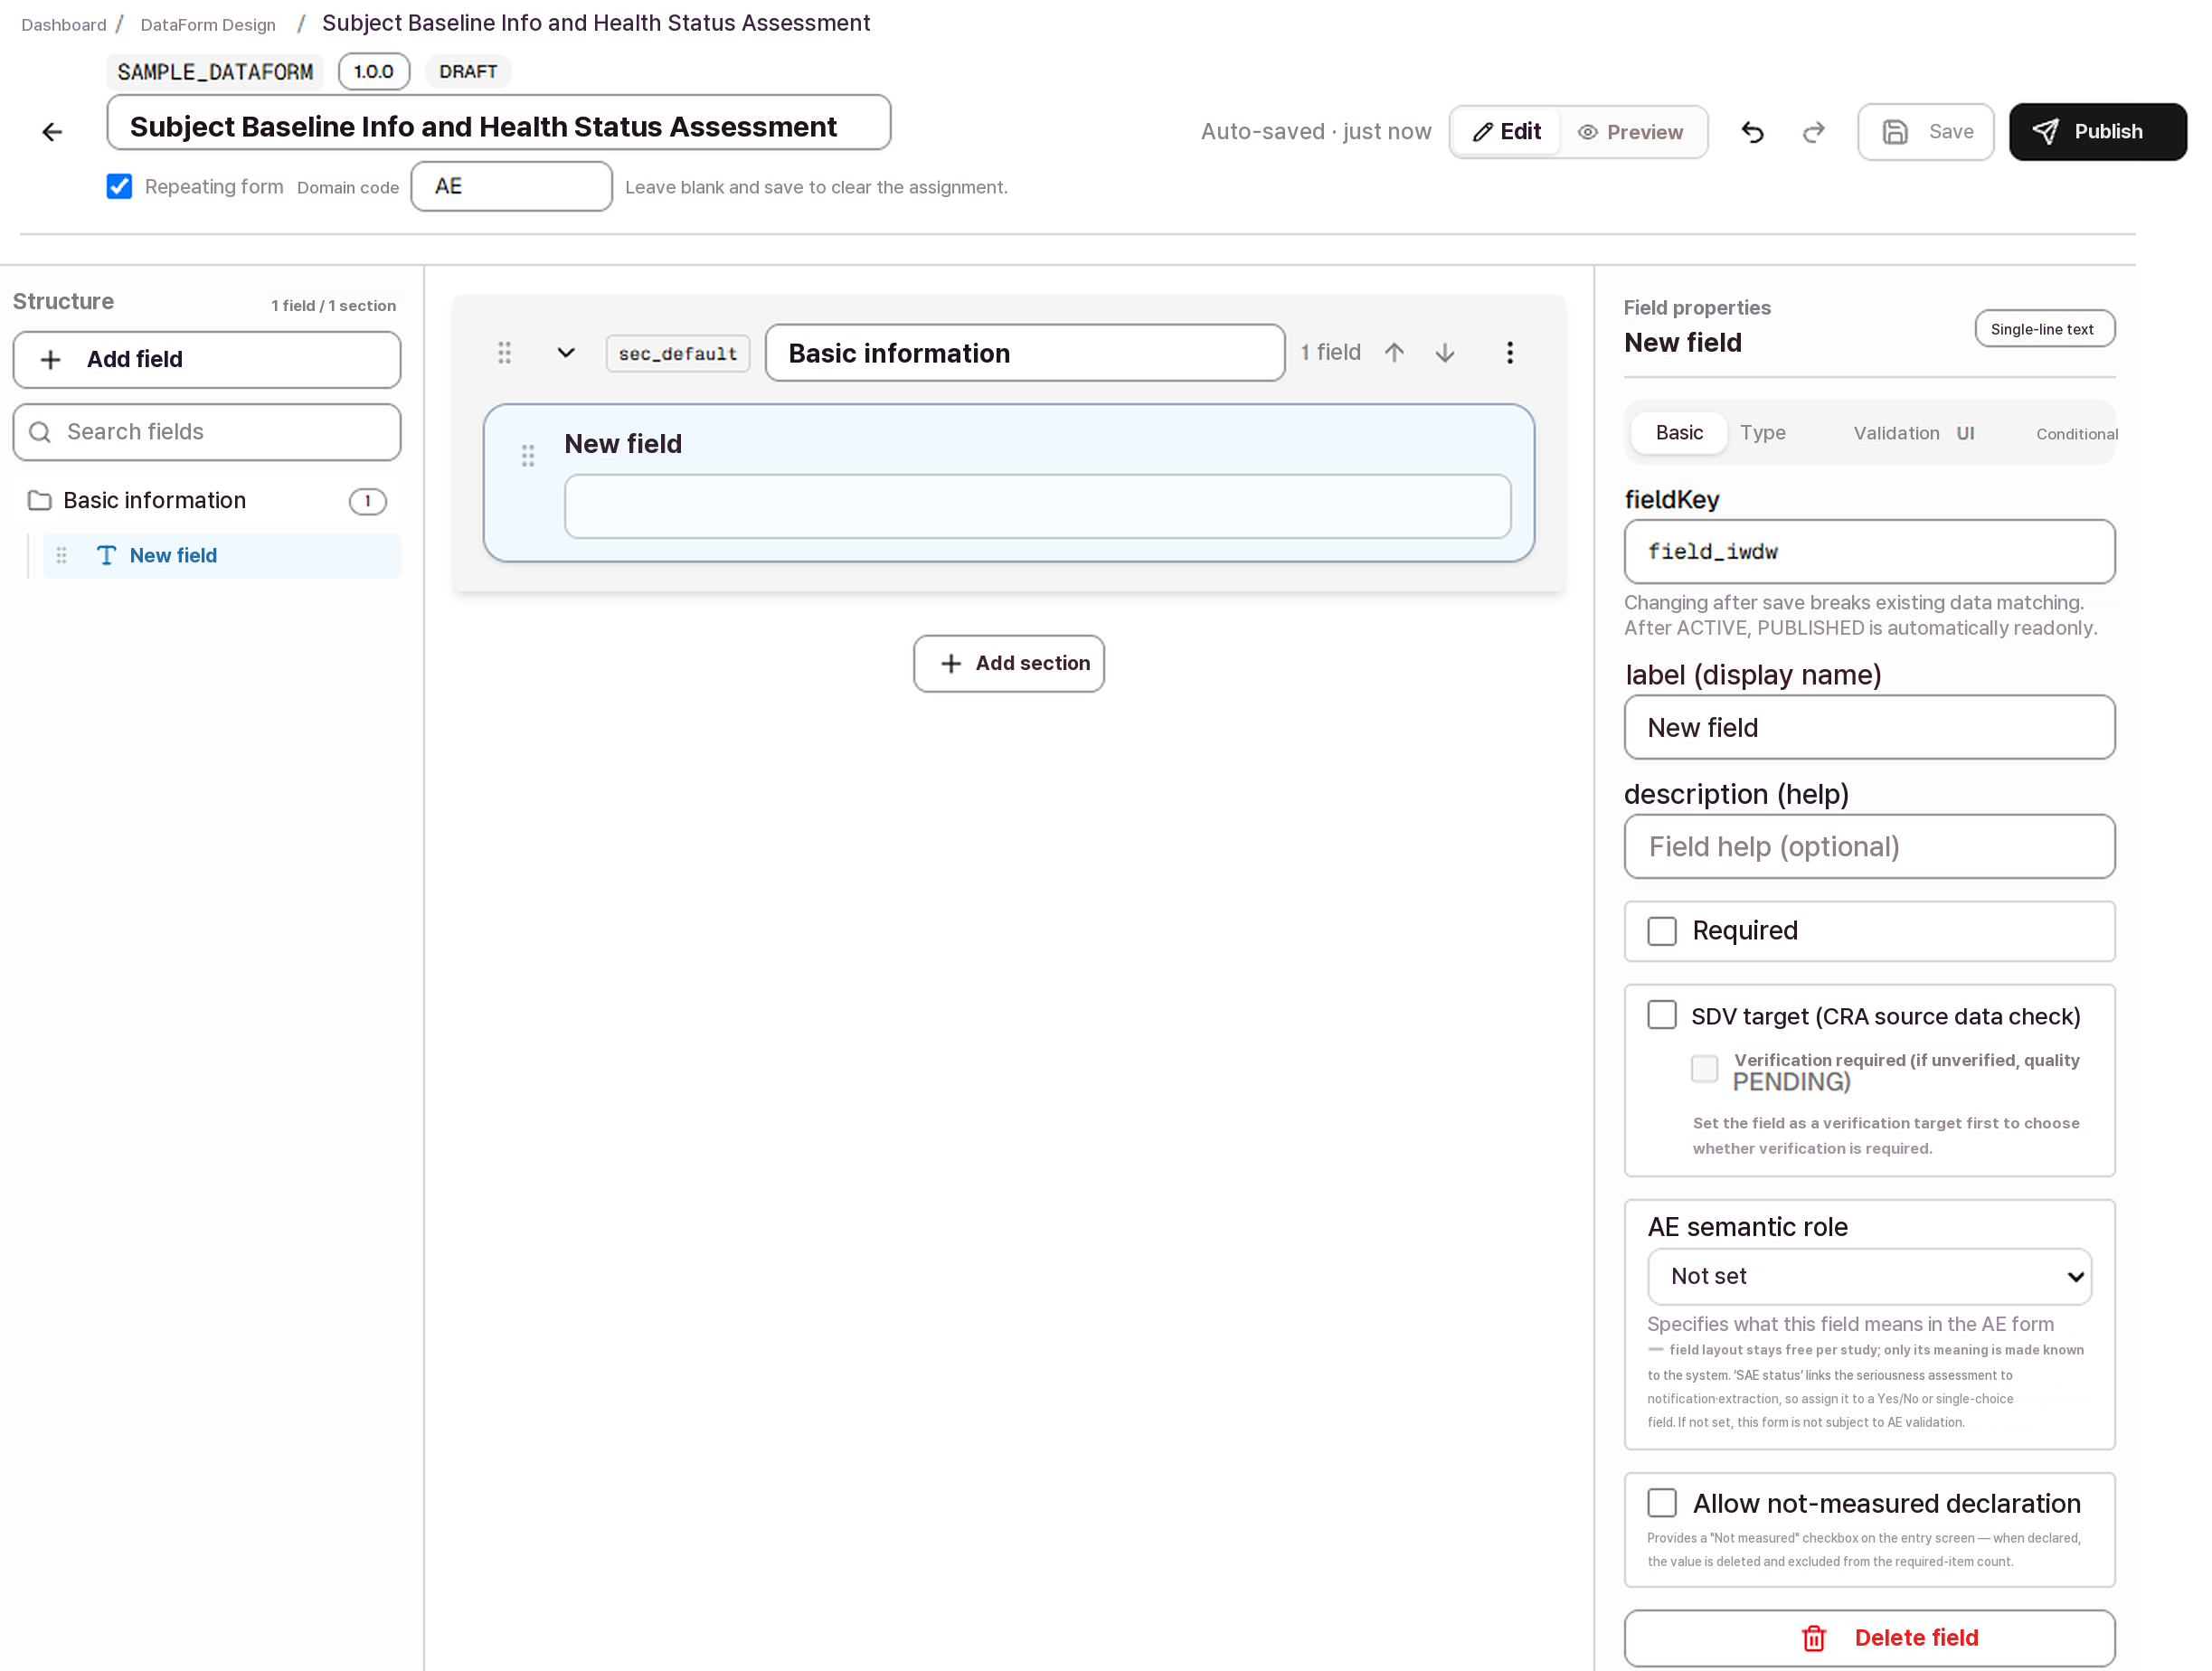 Dashboard / DataForm Design / Subject Baseline Info and Health Status Assessment
SAMPLE_DATAFORM 1.0.0 DRAFT
Subject Baseline Info and Health Status Assessment
Auto-saved · just now Edit Preview Save Publish
Repeating form Domain code AE Leave blank and save to clear the assignment.
Structure 1 field / 1 section
Add field
Search fields
Basic information 1
New field
sec_default Basic information 1 field
New field
Add section
Field properties
New field Single-line text
Basic Type Validation UI Conditional
fieldKey
field_iwdw
Changing after save breaks existing data matching.
After ACTIVE, PUBLISHED is automatically readonly.
label (display name)
New field
description (help)
Field help (optional)
Required
SDV target (CRA source data check)
Verification required (if unverified, quality
PENDING)
Set the field as a verification target first to choose
whether verification is required.
AE semantic role
Not set
Specifies what this field means in the AE form
— field layout stays free per study; only its meaning is made known
to the system. 'SAE status' links the seriousness assessment to
notification·extraction, so assign it to a Yes/No or single-choice
field. If not set, this form is not subject to AE validation.
Allow not-measured declaration
Provides a "Not measured" checkbox on the entry screen — when declared,
the value is deleted and excluded from the required-item count.
Delete field